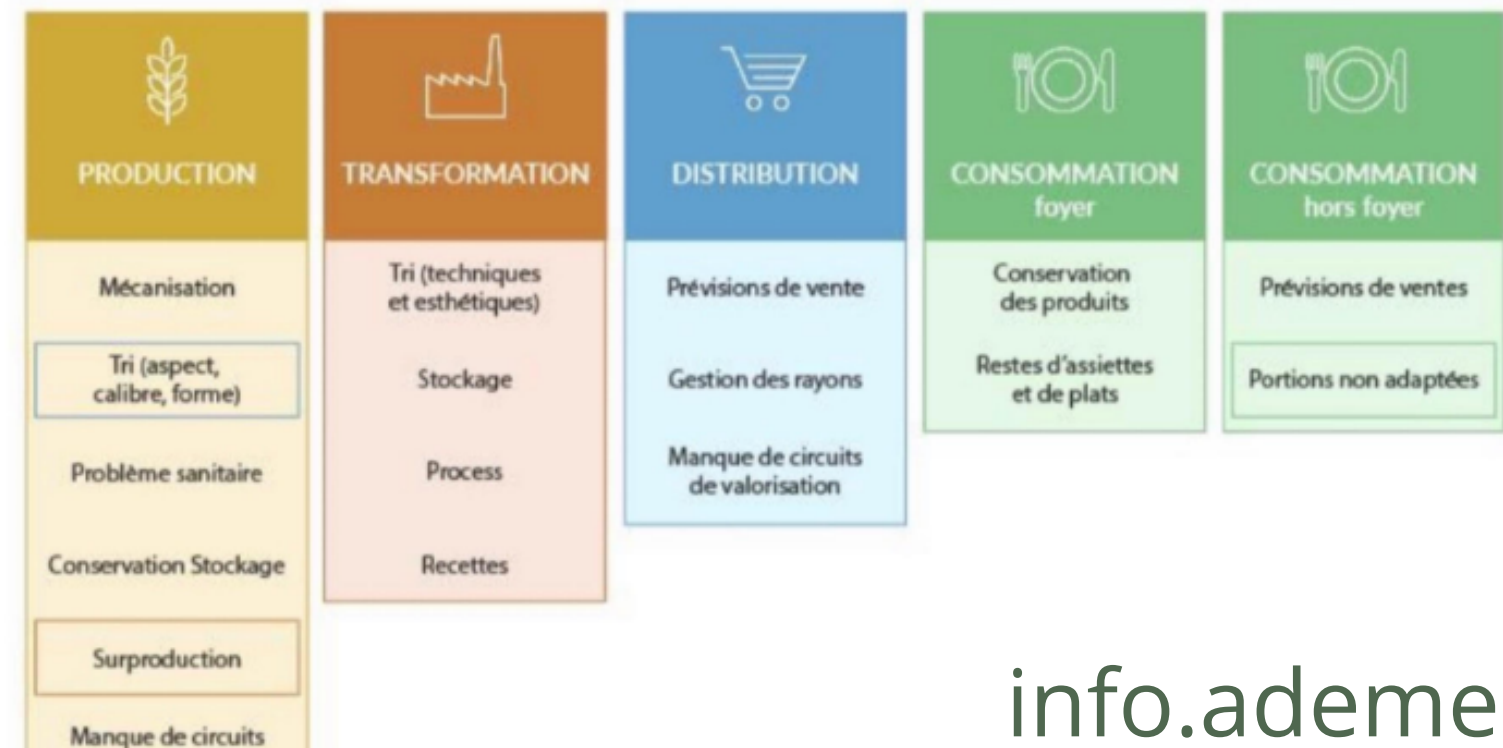 PRODUCTION
Mécanisation
Tri (aspect,
calibre, forme)
Problème sanitaire
Conservation Stockage
Surproduction
Manque de circuits
TRANSFORMATION
Tri (techniques
et esthétiques)
Stockage
Process
Recettes
DISTRIBUTION
Prévisions de vente
Gestion des rayons
Manque de circuits
de valorisation
CONSOMMATION
foyer
Conservation
des produits
Restes d'assiettes
et de plats
CONSOMMATION
hors foyer
Prévisions de ventes
Portions non adaptées
info.ademe